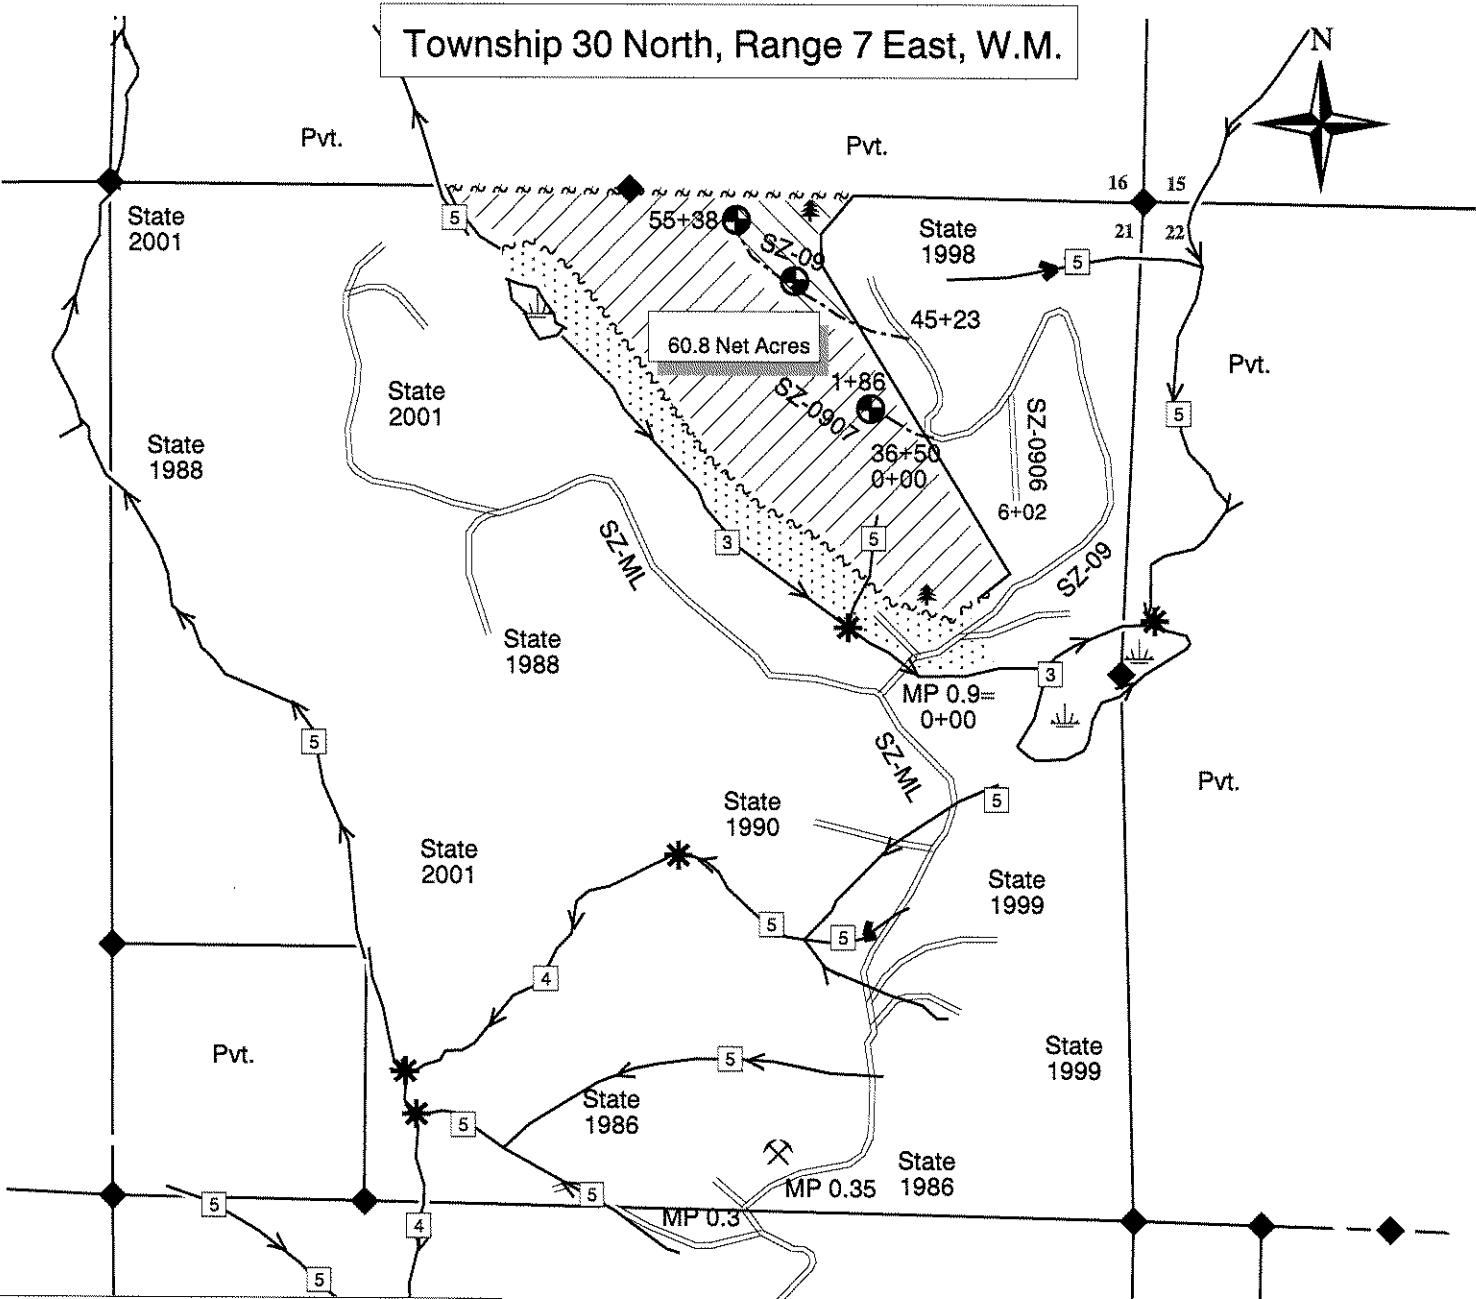 Township 30 North, Range 7 East, W.M.
N
Pvt.
Pvt.
16
15
21
22
State
2001
5
55+38
SZ-09
State
1998
5
45+23
60.8 Net Acres
Pvt.
State
2001
1+86
SZ-0907
SZ-0906
5
State
1988
36+50
0+00
6+02
3
5
SZ-ML
SZ-09
State
1988
3
MP 0.9=
0+00
5
SZ-ML
Pvt.
State
1990
5
State
2001
State
1999
5
5
4
Pvt.
State
1999
5
State
1986
5
State
1986
MP 0.35
5
5
MP 0.3
4
5